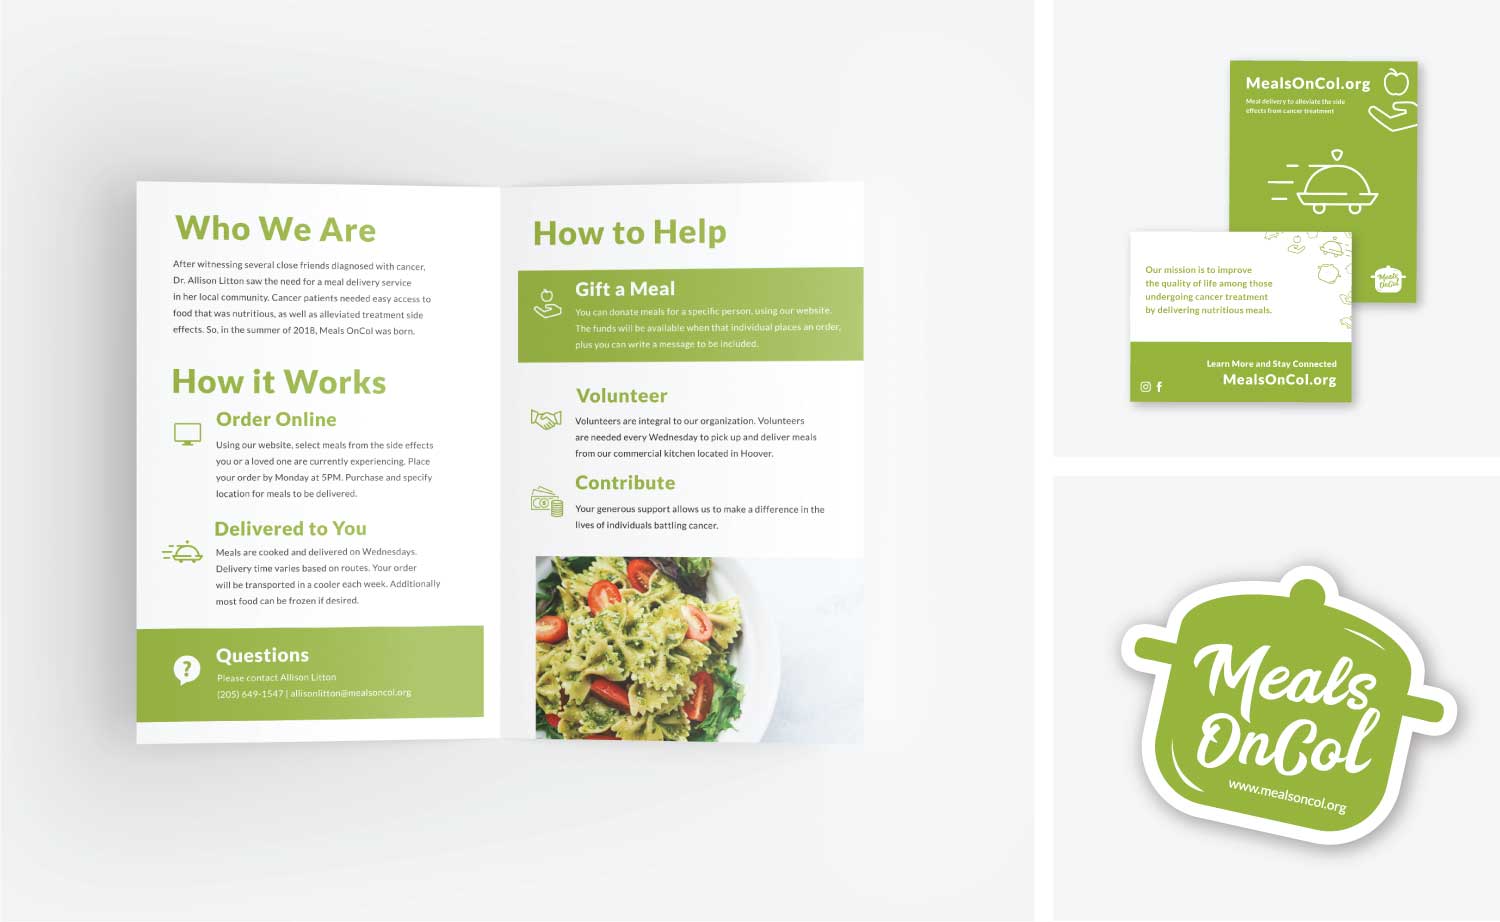 Who We Are
After witnessing several close friends diagnosed with cancer,
Dr. Allison Litton saw the need for a meal delivery service
in her local community. Cancer patients needed easy access to
food that was nutritious, as well as alleviated treatment side
effects. So, in the summer of 2018, Meals OnCol was born.
How it Works
Order Online
Using our website, select meals from the side effects
you or a loved one are currently experiencing. Place
your order by Monday at 5PM. Purchase and specify
location for meals to be delivered.
Delivered to You
Meals are cooked and delivered on Wednesdays.
Delivery time varies based on routes. Your order
will be transported in a cooler each week. Additionally
most food can be frozen if desired.
?
Questions
Please contact Allison Litton
(205) 649-1547 | allisonlitton@mealsoncol.org
How to Help
Gift a Meal
You can donate meals for a specific person, using our website.
The funds will be available when that individual places an order,
plus you can write a message to be included.
Volunteer
Volunteers are integral to our organization. Volunteers
are needed every Wednesday to pick up and deliver meals
from our commercial kitchen located in Hoover.
Contribute
Your generous support allows us to make a difference in the
lives of individuals battling cancer.
MealsOnCol.org
Meal delivery to alleviate the side
effects from cancer treatment
Meals
OnCol
Our mission is to improve
the quality of life among those
undergoing cancer treatment
by delivering nutritious meals.
Learn More and Stay Connected
MealsOnCol.org
Meals
OnCol
www.mealsoncol.org